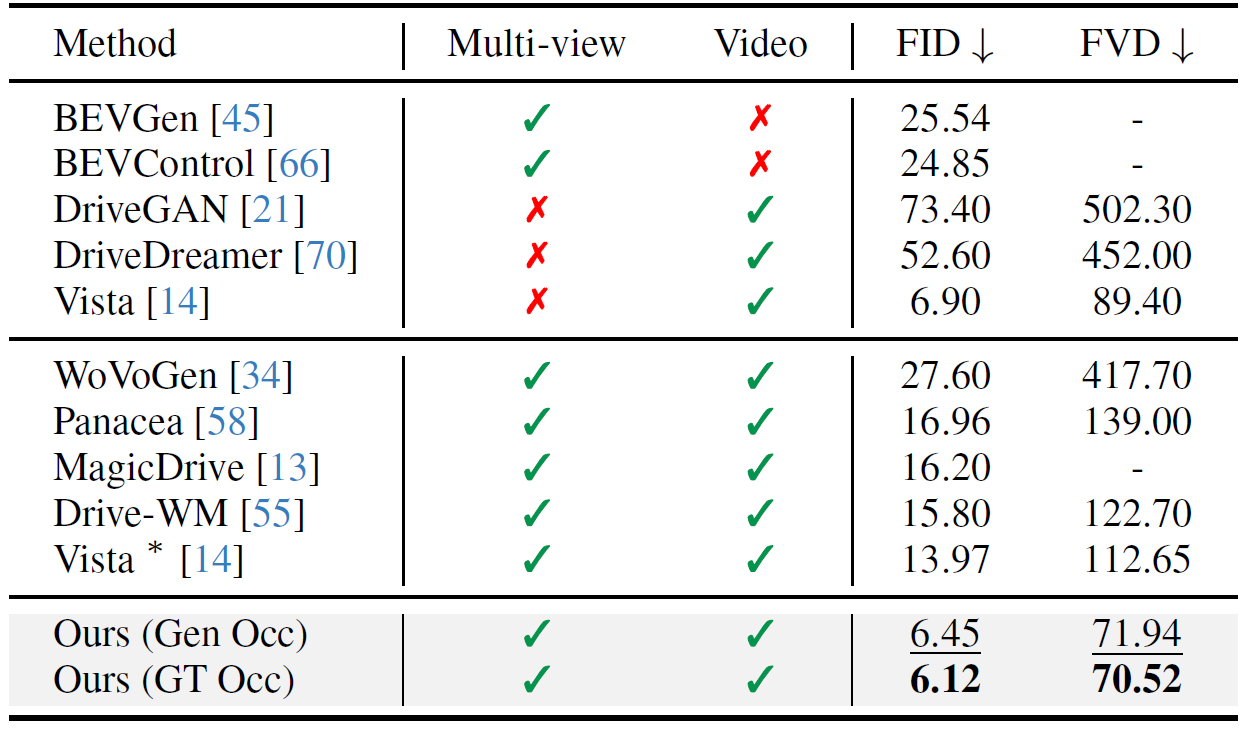 Method Multi-view Video FID ↓ FVD ↓
BEVGen [45] ✓ ✗ 25.54 -
BEVControl [66] ✓ ✗ 24.85 -
DriveGAN [21] ✗ ✓ 73.40 502.30
DriveDreamer [70] ✗ ✓ 52.60 452.00
Vista [14] ✗ ✓ 6.90 89.40
WoVoGen [34] ✓ ✓ 27.60 417.70
Panacea [58] ✓ ✓ 16.96 139.00
MagicDrive [13] ✓ ✓ 16.20 -
Drive-WM [55] ✓ ✓ 15.80 122.70
Vista * [14] ✓ ✓ 13.97 112.65
Ours (Gen Occ) ✓ ✓ 6.45 71.94
Ours (GT Occ) ✓ ✓ 6.12 70.52